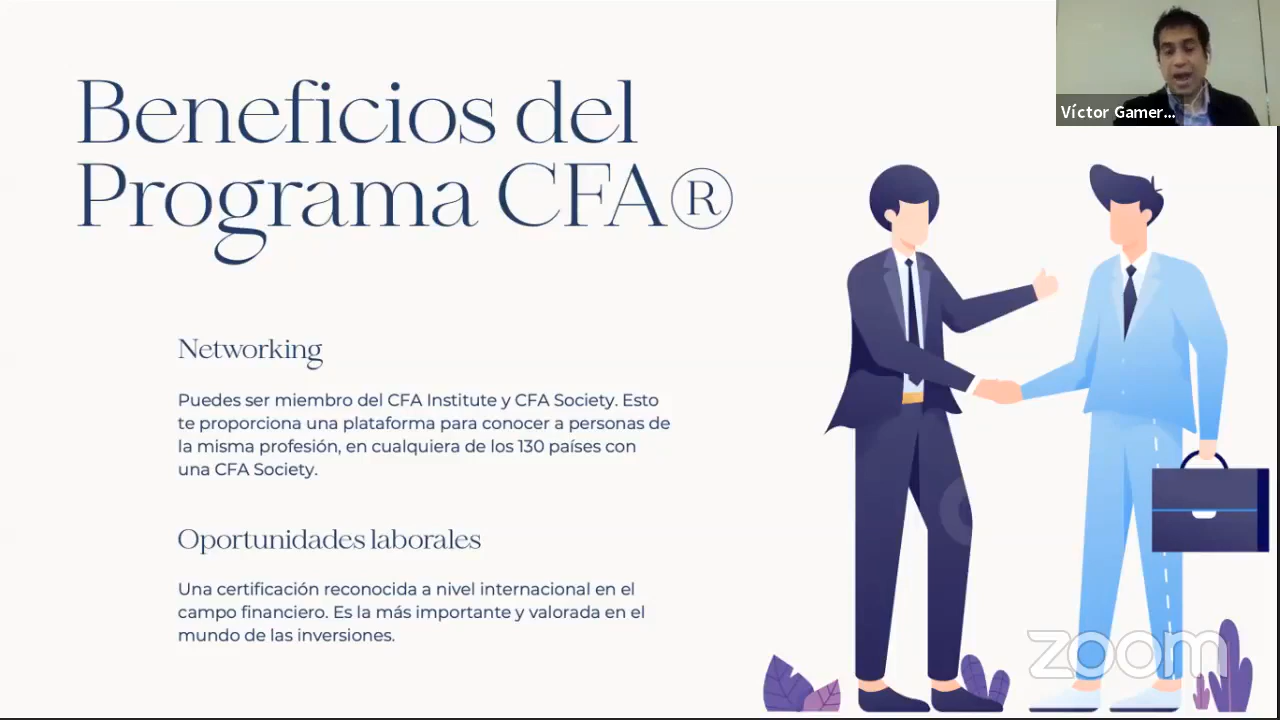 Beneficios del
Programa CFA®
Víctor Gamer...
Networking
Puedes ser miembro del CFA Institute y CFA Society. Esto
te proporciona una plataforma para conocer a personas de
la misma profesión, en cualquiera de los 130 países con
una CFA Society.
Oportunidades laborales
Una certificación reconocida a nivel internacional en el
campo financiero. Es la más importante y valorada en el
mundo de las inversiones.
zoom